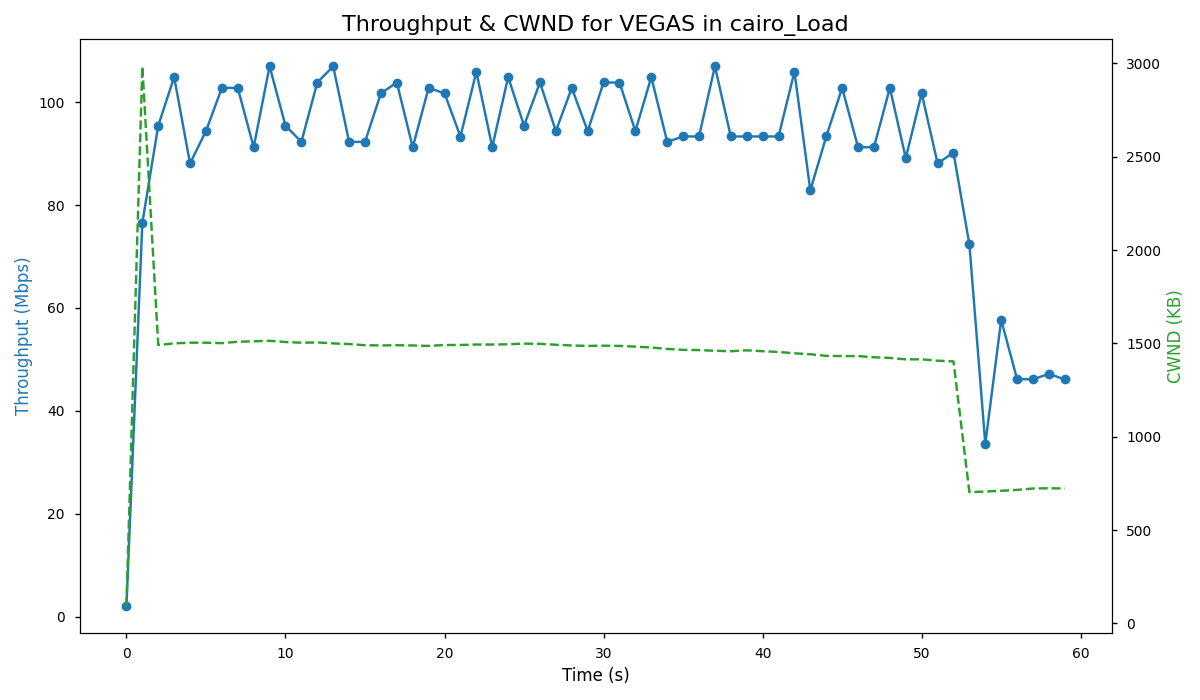 Throughput & CWND for VEGAS in cairo_Load
Throughput (Mbps)
100
80
60
40
20
0
3000
2500
2000
1500
1000
500
0
CWND (KB)
0 10 20 30 40 50 60
Time (s)